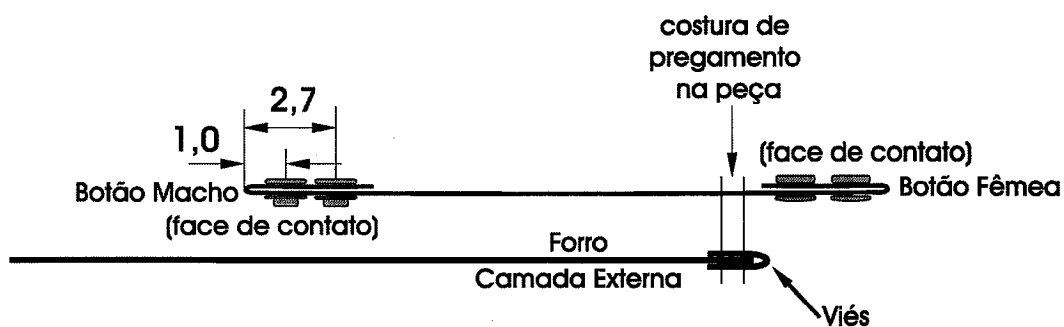 costura de
pregamento
na peça
2,7
1,0
(face de contato)
Botão Macho
Botão Fêmea
(face de contato)
Forro
Camada Externa
Viés